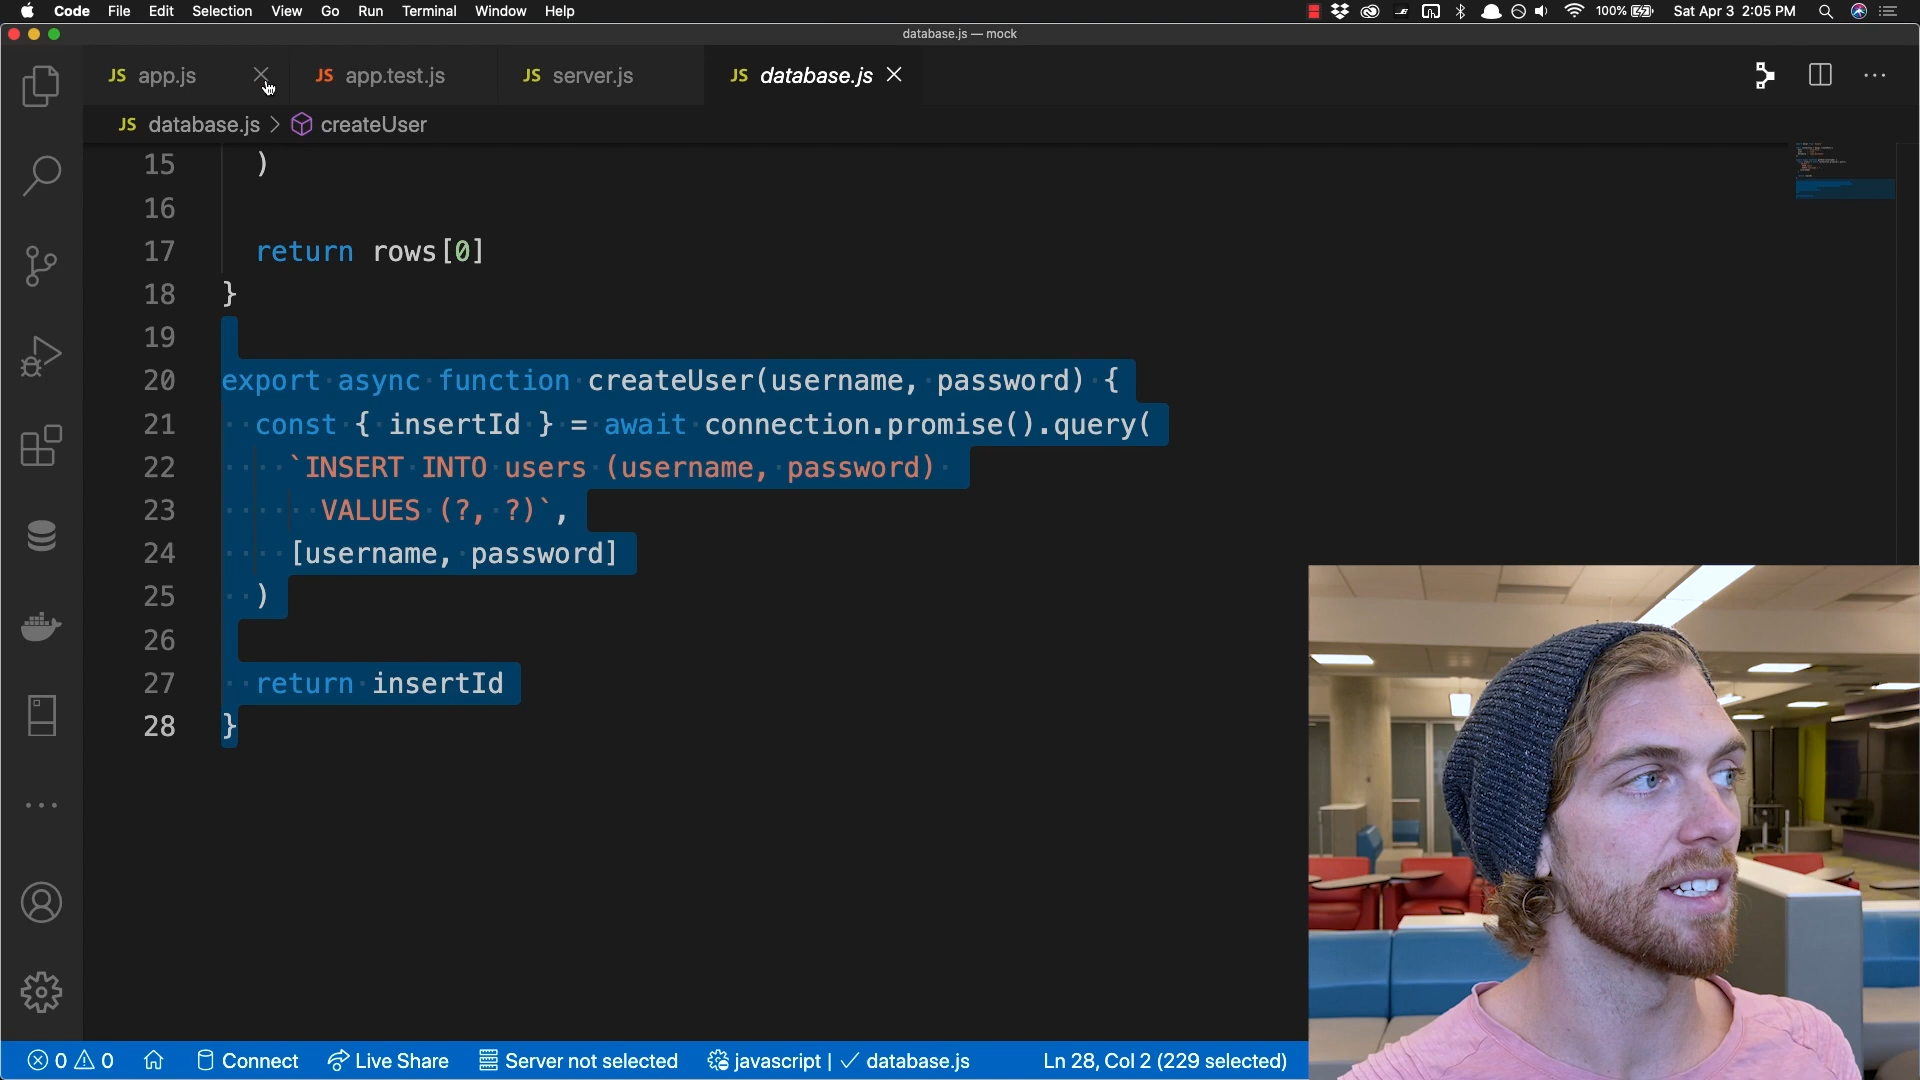 Code File Edit Selection View Go Run Terminal Window Help 100% Sat Apr 3 2:05 PM
database.js — mock
JS app.js JS app.test.js JS server.js JS database.js
JS database.js > createUser
15 )
16
17 return rows[0]
18 }
19
20 export async function createUser(username, password) {
21 const { insertId } = await connection.promise().query(
22 `INSERT INTO users (username, password)
23 VALUES (?, ?)`,
24 [username, password]
25 )
26
27 return insertId
28 }
0 0 Connect Live Share Server not selected javascript | ✓ database.js Ln 28, Col 2 (229 selected)